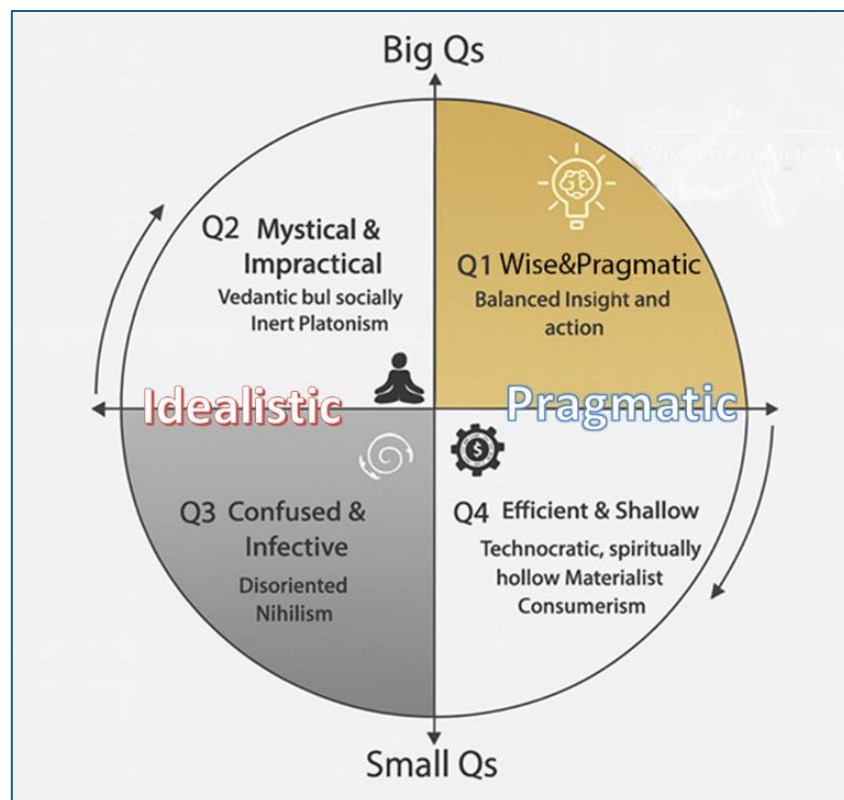 Big Qs
Q2 Mystical &
Impractical
Vedantic bul socially
Inert Platonism
Q1 Wise&Pragmatic
Balanced Insight and
action
Idealistic
Pragmatic
$
Q3 Confused &
Infective
Disoriented
Nihilism
Q4 Efficient & Shallow
Technocratic, spiritually
hollow Materialist
Consumerism
Small Qs